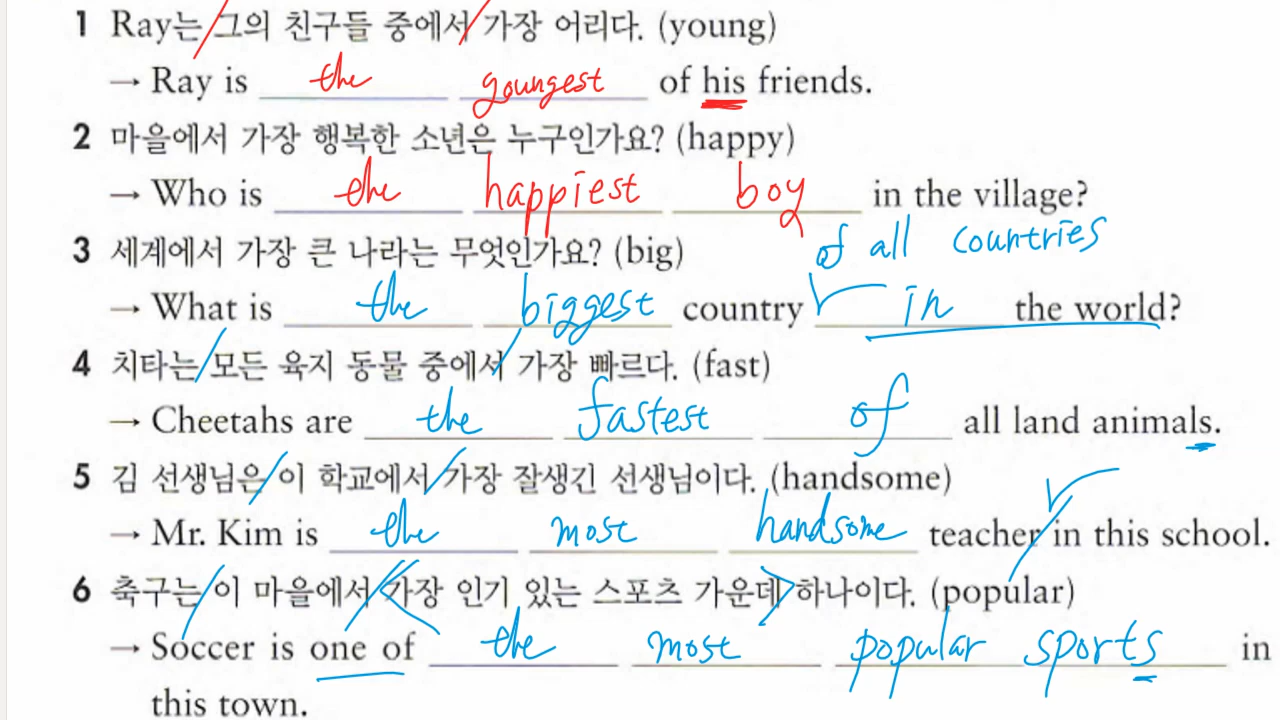 1 Ray는 그의 친구들 중에서 가장 어리다. (young)
→ Ray is the youngest of his friends.
2 마을에서 가장 행복한 소년은 누구인가요? (happy)
→ Who is the happiest boy in the village?
of all countries
3 세계에서 가장 큰 나라는 무엇인가요? (big)
→ What is the biggest country in the world?
4 치타는 모든 육지 동물 중에서 가장 빠르다. (fast)
→ Cheetahs are the fastest of all land animals.
5 김 선생님은 이 학교에서 가장 잘생긴 선생님이다. (handsome)
→ Mr. Kim is the most handsome teacher in this school.
6 축구는 이 마을에서 가장 인기 있는 스포츠 가운데 하나이다. (popular)
→ Soccer is one of the most popular sports in
this town.